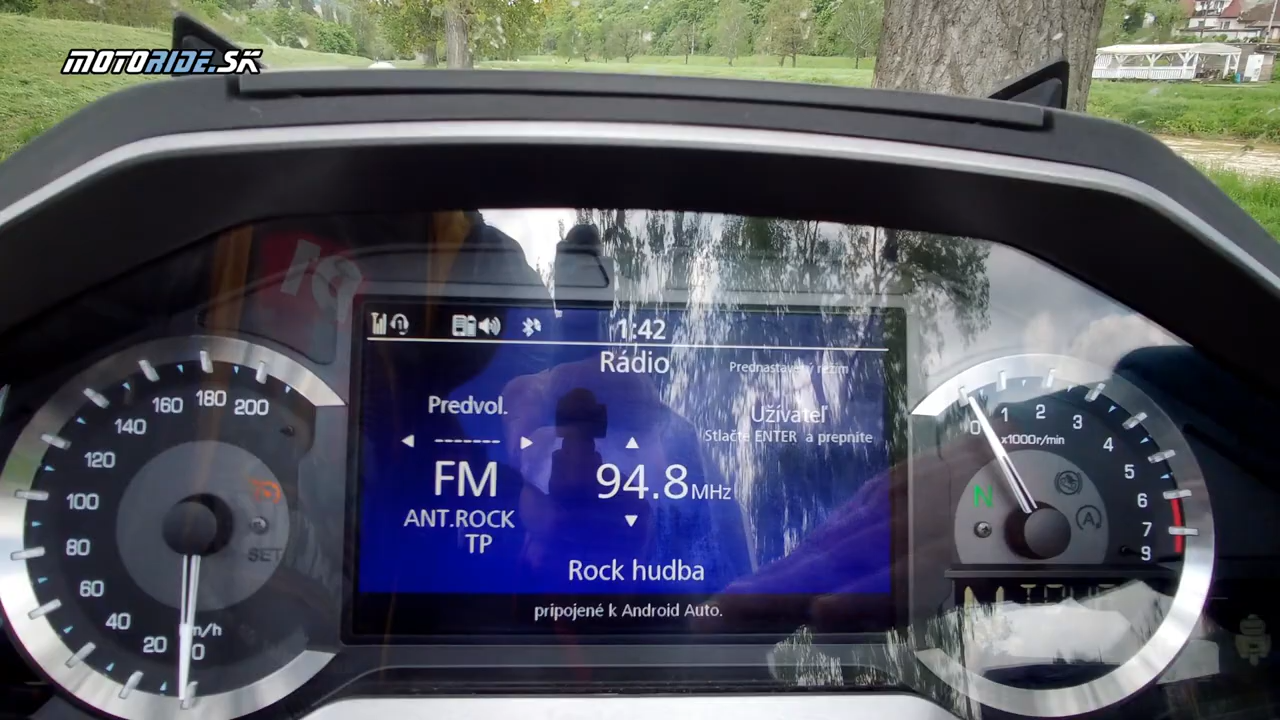 MOTORIDE.SK
1:42
Rádio
Prednastavený režim
Predvoľ.
Užívateľ
Stlačte ENTER a prepnite
-------
FM
94.8MHz
ANT.ROCK
TP
Rock hudba
pripojené k Android Auto.
200
180
160
140
120
100
80
60
40
20
0
km/h
SET
0
1
2
3
4
5
6
7
9
x1000r/min
N
A